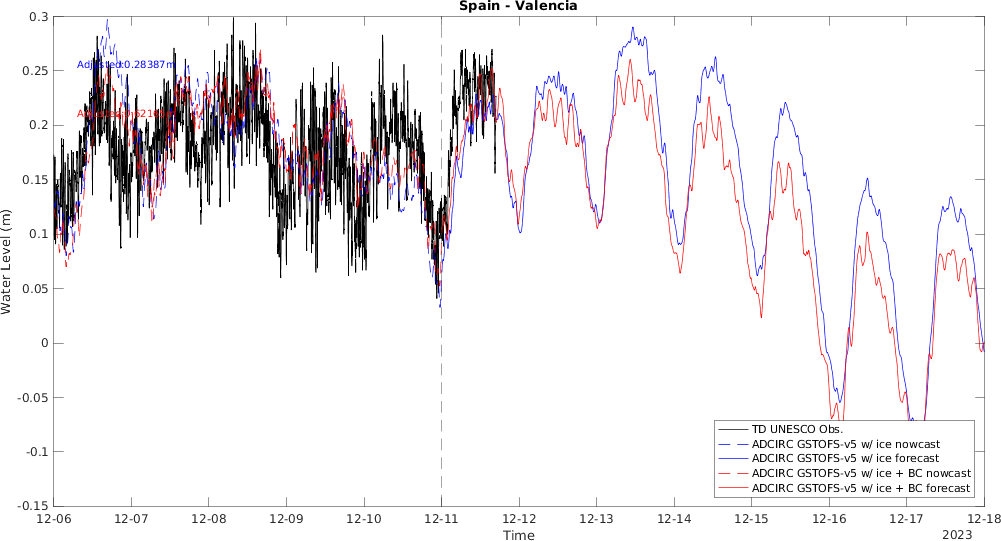 Spain - Valencia
0.3
0.25
0.2
0.15
0.1
0.05
0
-0.05
-0.1
-0.15
Water Level (m)
Adjusted:0.28387m
TD UNESCO Obs.
ADCIRC GSTOFS-v5 w/ ice nowcast
ADCIRC GSTOFS-v5 w/ ice forecast
ADCIRC GSTOFS-v5 w/ ice + BC nowcast
ADCIRC GSTOFS-v5 w/ ice + BC forecast
12-06 12-07 12-08 12-09 12-10 12-11 12-12 12-13 12-14 12-15 12-16 12-17 12-18
Time
2023